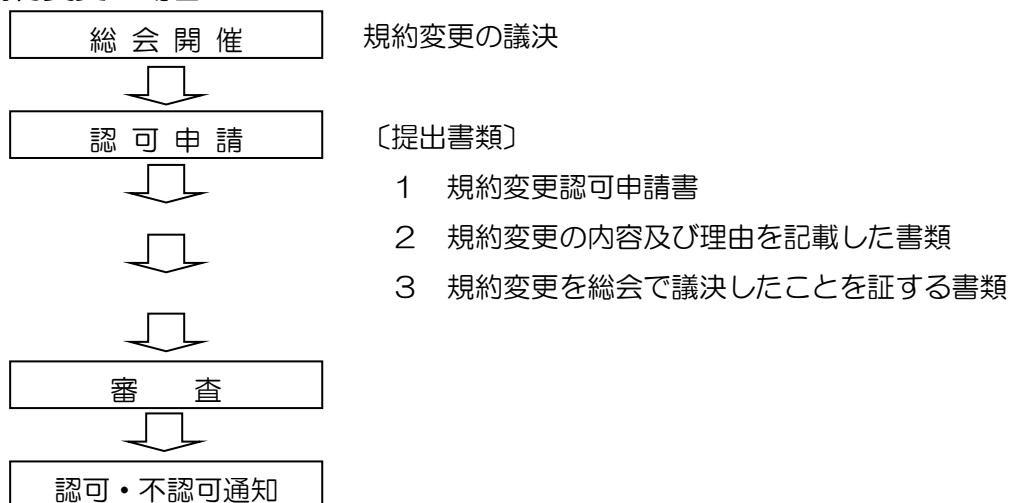 総会開催　規約変更の議決
認可申請　〔提出書類〕
１　規約変更認可申請書
２　規約変更の内容及び理由を記載した書類
３　規約変更を総会で議決したことを証する書類
審　　査
認可・不認可通知